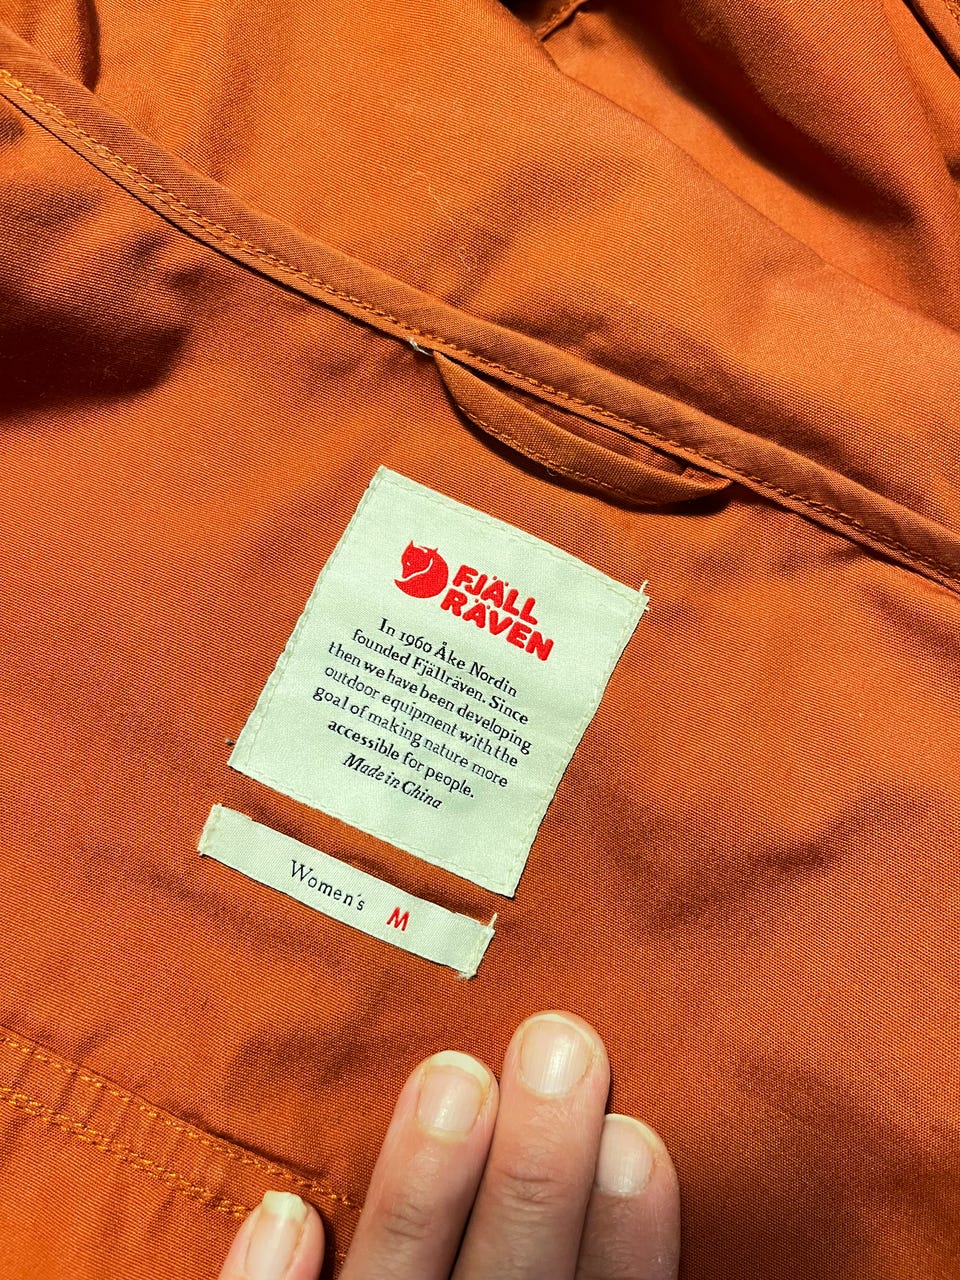 FJÄLL
RÄVEN
In 1960 Åke Nordin
founded Fjällräven. Since
then we have been developing
outdoor equipment with the
goal of making nature more
accessible for people.
Made in China
Women's M